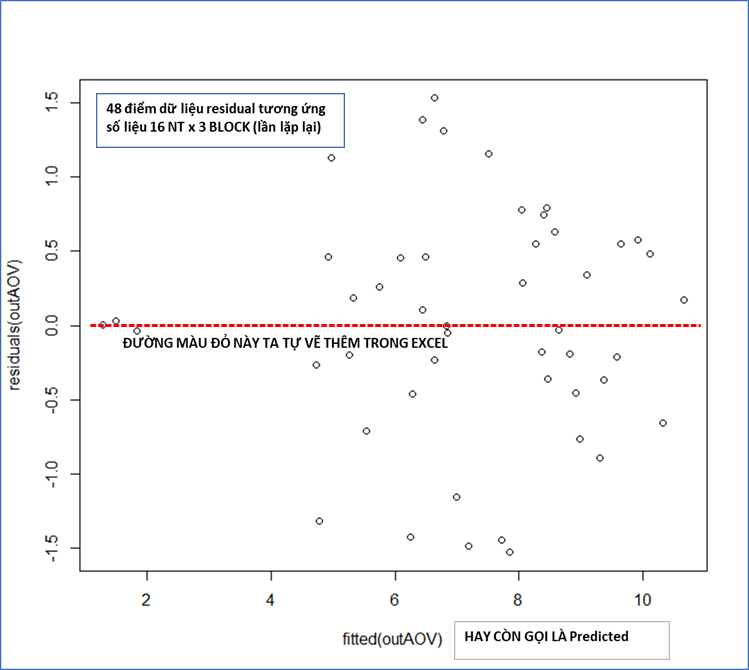 48 điểm dữ liệu residual tương ứng
số liệu 16 NT x 3 BLOCK (lần lặp lại)
1.5
1.0
0.5
0.0
-0.5
-1.0
-1.5
residuals(outAOV)
ĐƯỜNG MÀU ĐỎ NÀY TA TỰ VẼ THÊM TRONG EXCEL
2
4
6
8
10
fitted(outAOV)
HAY CÒN GỌI LÀ Predicted